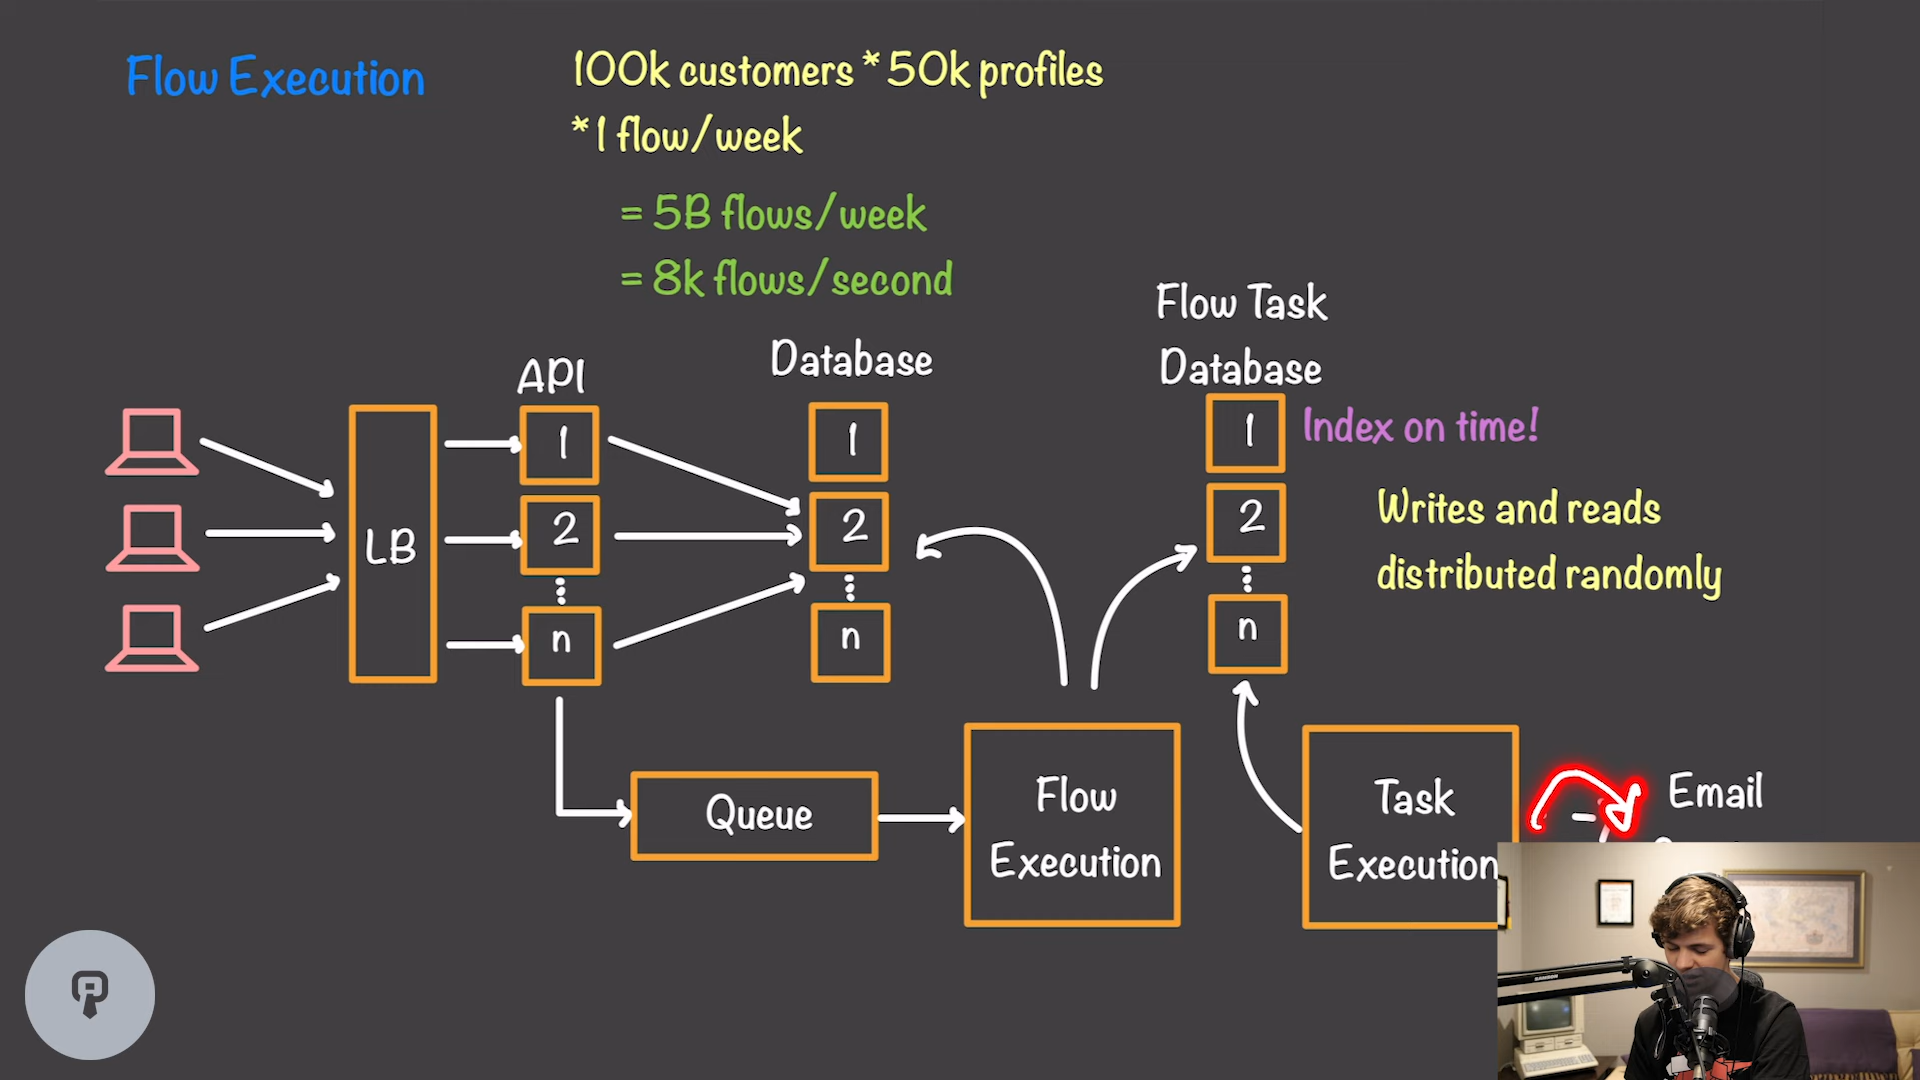 Flow Execution
100k customers * 50k profiles
* 1 flow/week
= 5B flows/week
= 8k flows/second
Flow Task
Database
API
Database
1
1
1
Index on time!
LB
2
2
2
Writes and reads
distributed randomly
n
n
n
Queue
Flow
Execution
Task
Execution
Email
SAMSON